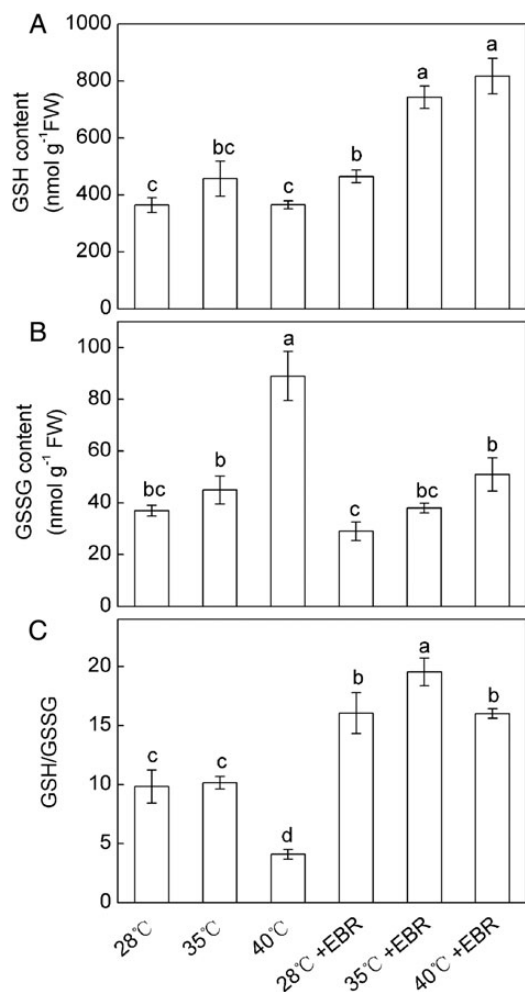 A
GSH content
(nmol g⁻¹FW)
1000
800
600
400
200
0
c
bc
c
b
a
a
B
GSSG content
(nmol g⁻¹ FW)
100
80
60
40
20
0
bc
b
a
c
bc
b
C
GSH/GSSG
20
15
10
5
0
c
c
d
b
a
b
28℃
35℃
40℃
28℃ +EBR
35℃ +EBR
40℃ +EBR